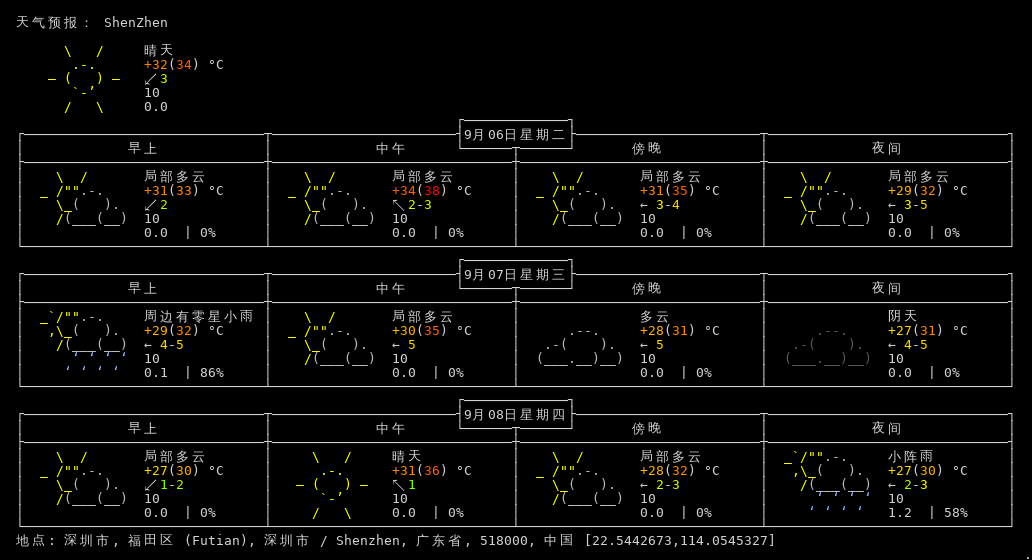 天气预报： ShenZhen
晴天
+32(34) °C
↙ 3
10
0.0
9月06日星期二
早上 中午 傍晚 夜间
局部多云 局部多云 局部多云 局部多云
+31(33) °C +34(38) °C +31(35) °C +29(32) °C
↙ 2 ↖ 2-3 ← 3-4 ← 3-5
10 10 10 10
0.0 | 0% 0.0 | 0% 0.0 | 0% 0.0 | 0%
9月07日星期三
早上 中午 傍晚 夜间
周边有零星小雨 局部多云 多云 阴天
+29(32) °C +30(35) °C +28(31) °C +27(31) °C
← 4-5 ← 5 ← 5 ← 4-5
10 10 10 10
0.1 | 86% 0.0 | 0% 0.0 | 0% 0.0 | 0%
9月08日星期四
早上 中午 傍晚 夜间
局部多云 晴天 局部多云 小阵雨
+27(30) °C +31(36) °C +28(32) °C +27(30) °C
↙ 1-2 ↖ 1 ← 2-3 ← 2-3
10 10 10 10
0.0 | 0% 0.0 | 0% 0.0 | 0% 1.2 | 58%
地点: 深圳市, 福田区 (Futian), 深圳市 / Shenzhen, 广东省, 518000, 中国 [22.5442673,114.0545327]